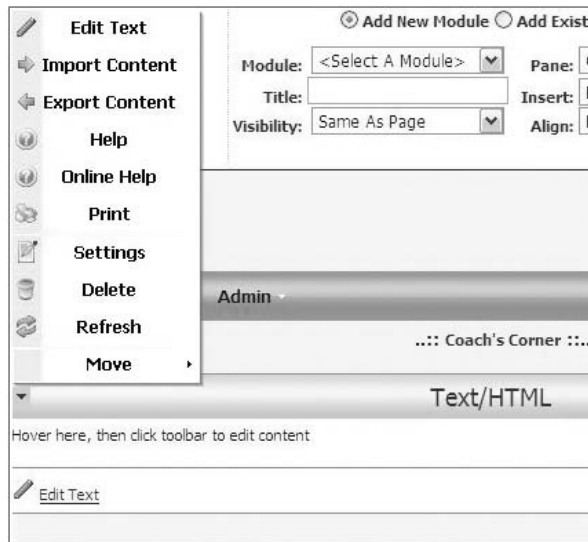 Edit Text
Import Content
Export Content
Help
Online Help
Print
Settings
Delete
Refresh
Move
Add New Module Add Exist
Module: <Select A Module> Pane:
Title: Insert:
Visibility: Same As Page Align:
Admin
..:: Coach's Corner ::..
Text/HTML
Hover here, then click toolbar to edit content
Edit Text